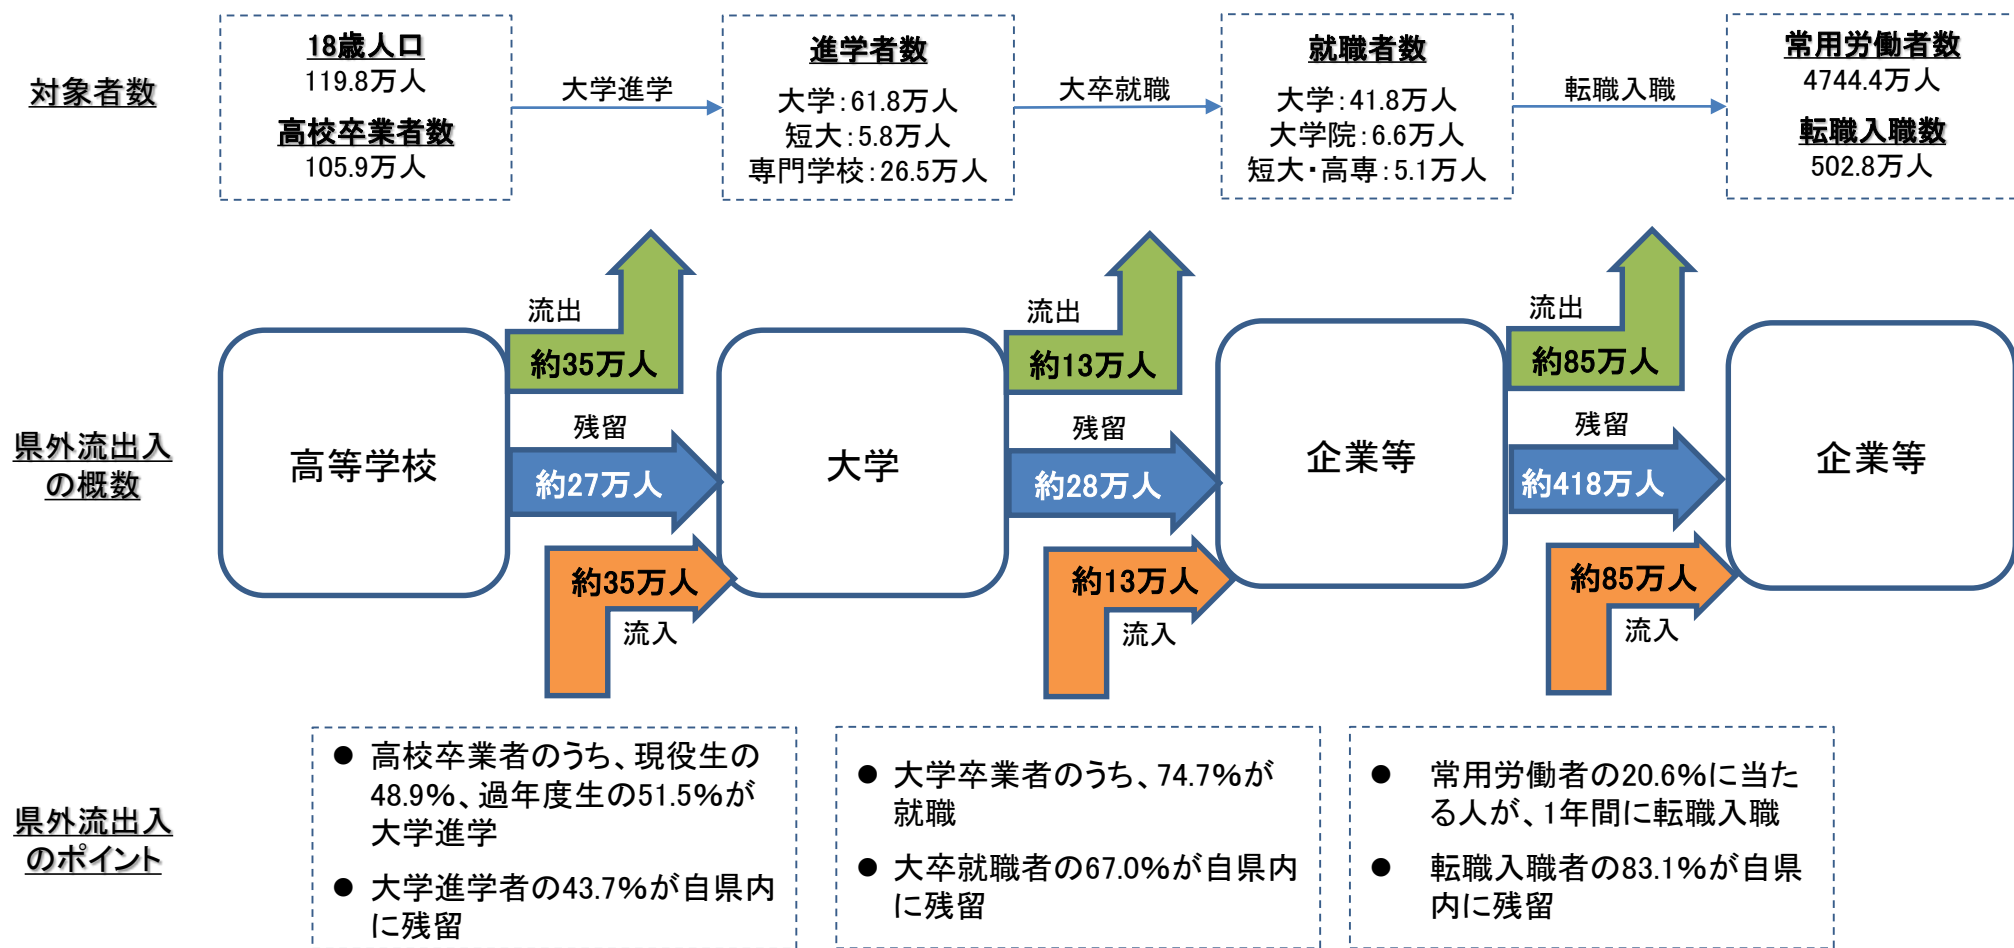 対象者数
18歳人口
119.8万人
高校卒業者数
105.9万人
大学進学
進学者数
大学：61.8万人
短大：5.8万人
専門学校：26.5万人
大卒就職
就職者数
大学：41.8万人
大学院：6.6万人
短大・高専：5.1万人
転職入職
常用労働者数
4744.4万人
転職入職数
502.8万人
県外流出入
の概数
高等学校
流出
約35万人
残留
約27万人
約35万人
流入
大学
流出
約13万人
残留
約28万人
約13万人
流入
企業等
流出
約85万人
残留
約418万人
約85万人
流入
企業等
県外流出入
のポイント
● 高校卒業者のうち、現役生の
48.9％、過年度生の51.5％が
大学進学
● 大学進学者の43.7％が自県内
に残留
● 大学卒業者のうち、74.7％が
就職
● 大卒就職者の67.0％が自県内
に残留
● 常用労働者の20.6％に当た
る人が、1年間に転職入職
● 転職入職者の83.1％が自県
内に残留